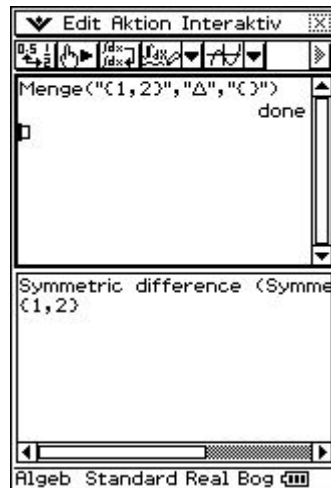 Edit Aktion Interaktiv
Menge("{1,2}","Δ","{}")
done
Symmetric difference (Symme
{1,2}
Algeb Standard Real Bog